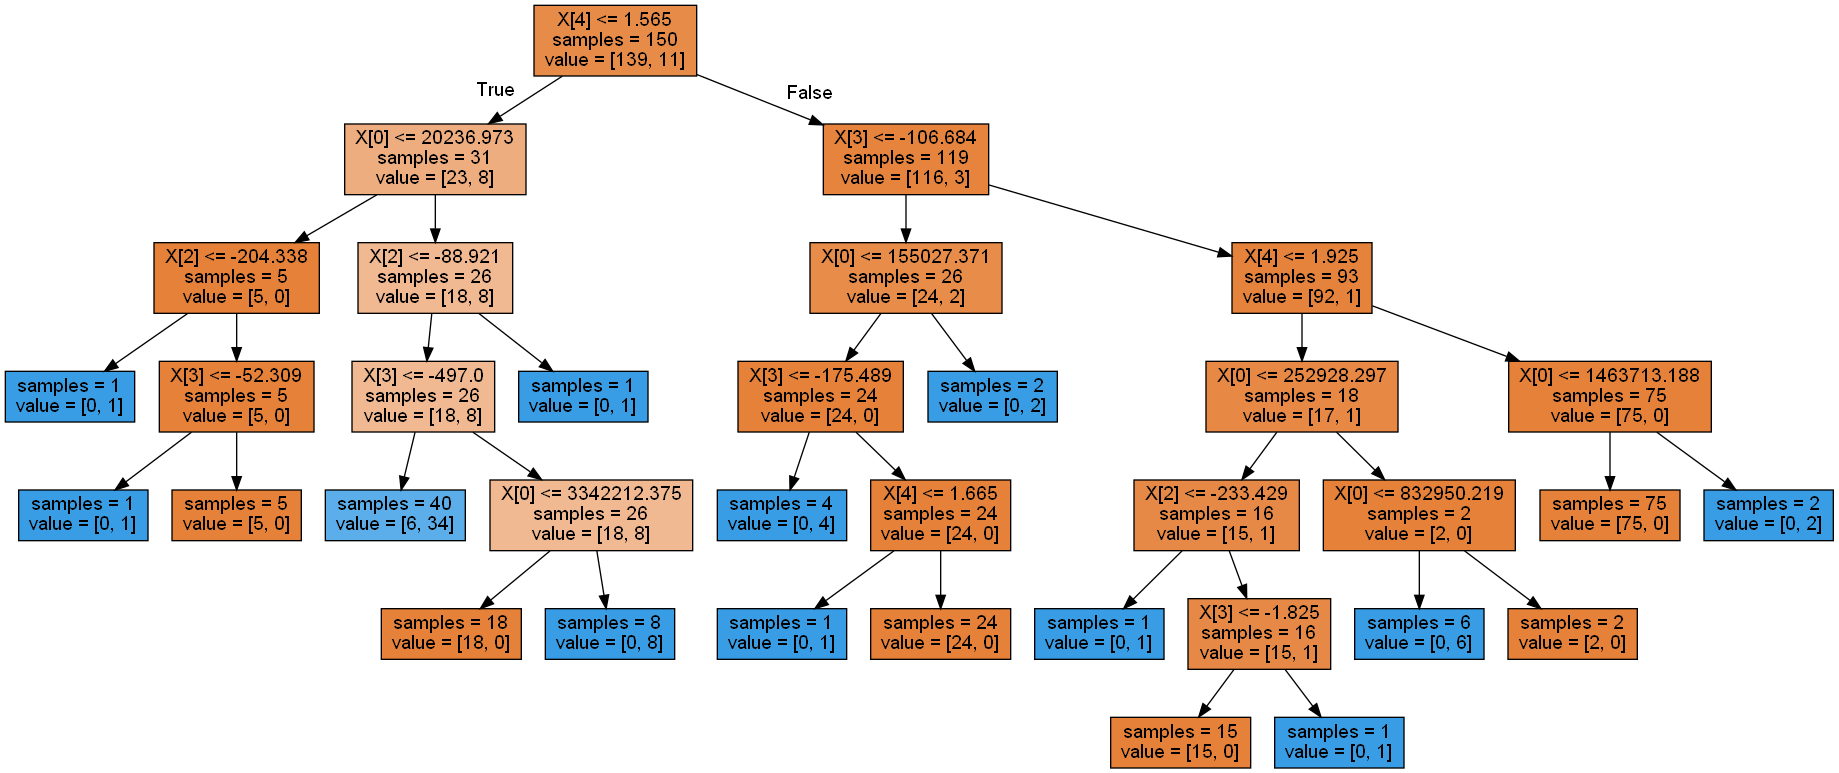 X[4] <= 1.565
samples = 150
value = [139, 11]
True
False
X[0] <= 20236.973
samples = 31
value = [23, 8]
X[3] <= -106.684
samples = 119
value = [116, 3]
X[2] <= -204.338
samples = 5
value = [5, 0]
X[2] <= -88.921
samples = 26
value = [18, 8]
X[0] <= 155027.371
samples = 26
value = [24, 2]
X[4] <= 1.925
samples = 93
value = [92, 1]
samples = 1
value = [0, 1]
X[3] <= -52.309
samples = 5
value = [5, 0]
X[3] <= -497.0
samples = 26
value = [18, 8]
samples = 1
value = [0, 1]
X[3] <= -175.489
samples = 24
value = [24, 0]
samples = 2
value = [0, 2]
X[0] <= 252928.297
samples = 18
value = [17, 1]
X[0] <= 1463713.188
samples = 75
value = [75, 0]
samples = 1
value = [0, 1]
samples = 5
value = [5, 0]
samples = 40
value = [6, 34]
X[0] <= 3342212.375
samples = 26
value = [18, 8]
samples = 4
value = [0, 4]
X[4] <= 1.665
samples = 24
value = [24, 0]
X[2] <= -233.429
samples = 16
value = [15, 1]
X[0] <= 832950.219
samples = 2
value = [2, 0]
samples = 75
value = [75, 0]
samples = 2
value = [0, 2]
samples = 18
value = [18, 0]
samples = 8
value = [0, 8]
samples = 1
value = [0, 1]
samples = 24
value = [24, 0]
samples = 1
value = [0, 1]
X[3] <= -1.825
samples = 16
value = [15, 1]
samples = 6
value = [0, 6]
samples = 2
value = [2, 0]
samples = 15
value = [15, 0]
samples = 1
value = [0, 1]